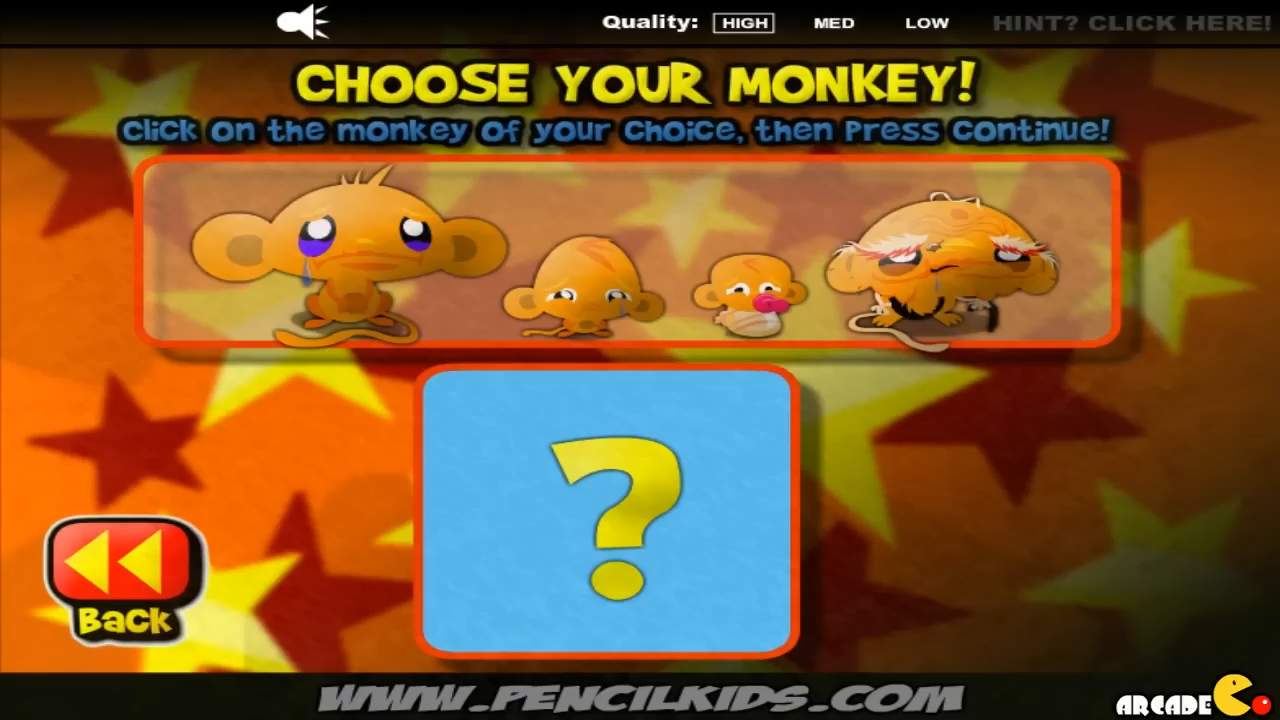 Quality: HIGH MED LOW HINT? CLICK HERE!
CHOOSE YOUR MONKEY!
Click on the monkey of your choice, then press continue!
?
Back
WWW.PENCILKIDS.COM
ARCADE